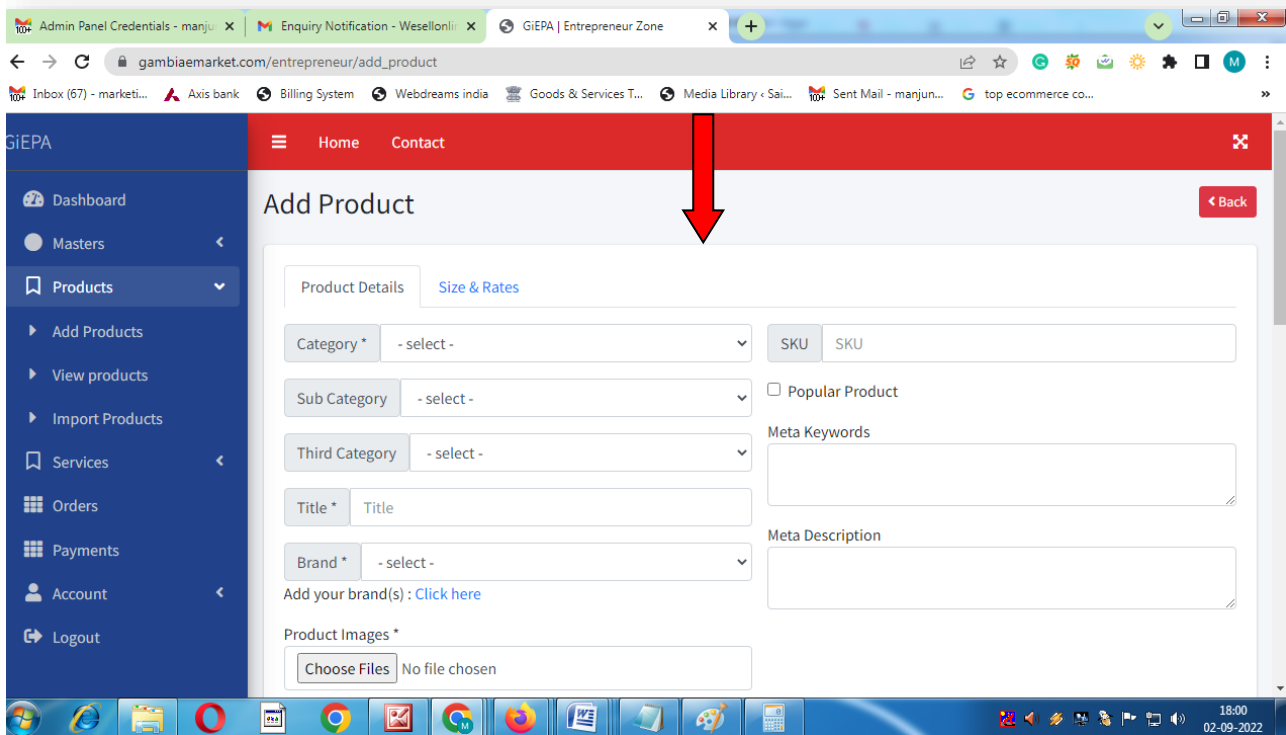 Admin Panel Credentials - manju
Enquiry Notification - Wesellonlin
GiEPA | Entrepreneur Zone
gambiaemarket.com/entrepreneur/add_product
M
Inbox (67) - marketi...
Axis bank
Billing System
Webdreams india
Goods & Services T...
Media Library ‹ Sai...
Sent Mail - manjun...
top ecommerce co...
»
GiEPA
Home
Contact
Dashboard
Masters
Products
Add Products
View products
Import Products
Services
Orders
Payments
Account
Logout
Add Product
Back
Product Details
Size & Rates
Category *
- select -
Sub Category
- select -
Third Category
- select -
Title *
Title
Brand *
- select -
Add your brand(s) : Click here
Product Images *
Choose Files No file chosen
SKU
SKU
Popular Product
Meta Keywords
Meta Description
18:00
02-09-2022